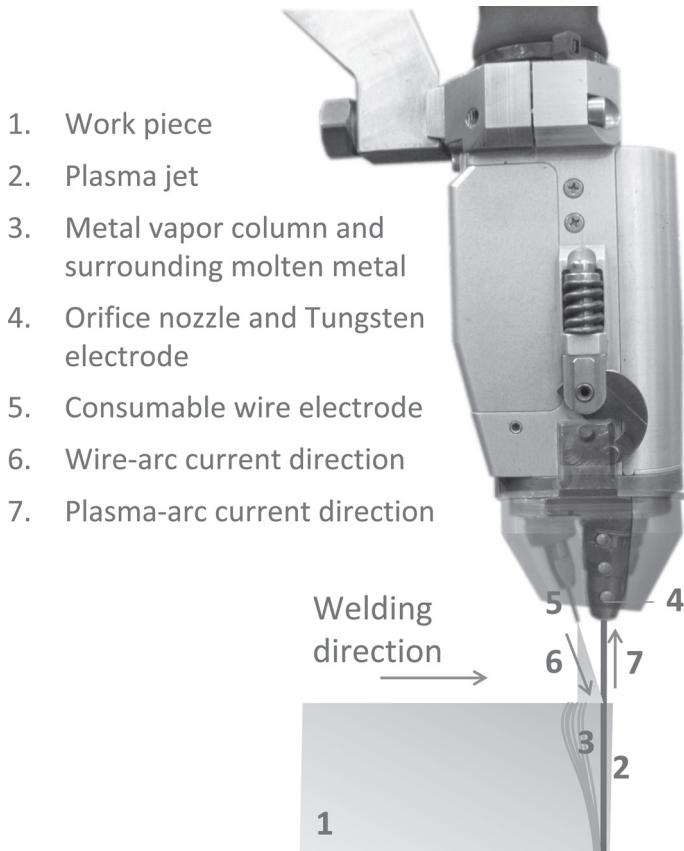 1. Work piece
2. Plasma jet
3. Metal vapor column and
surrounding molten metal
4. Orifice nozzle and Tungsten
electrode
5. Consumable wire electrode
6. Wire-arc current direction
7. Plasma-arc current direction
Welding
direction
5
4
6
7
3
2
1